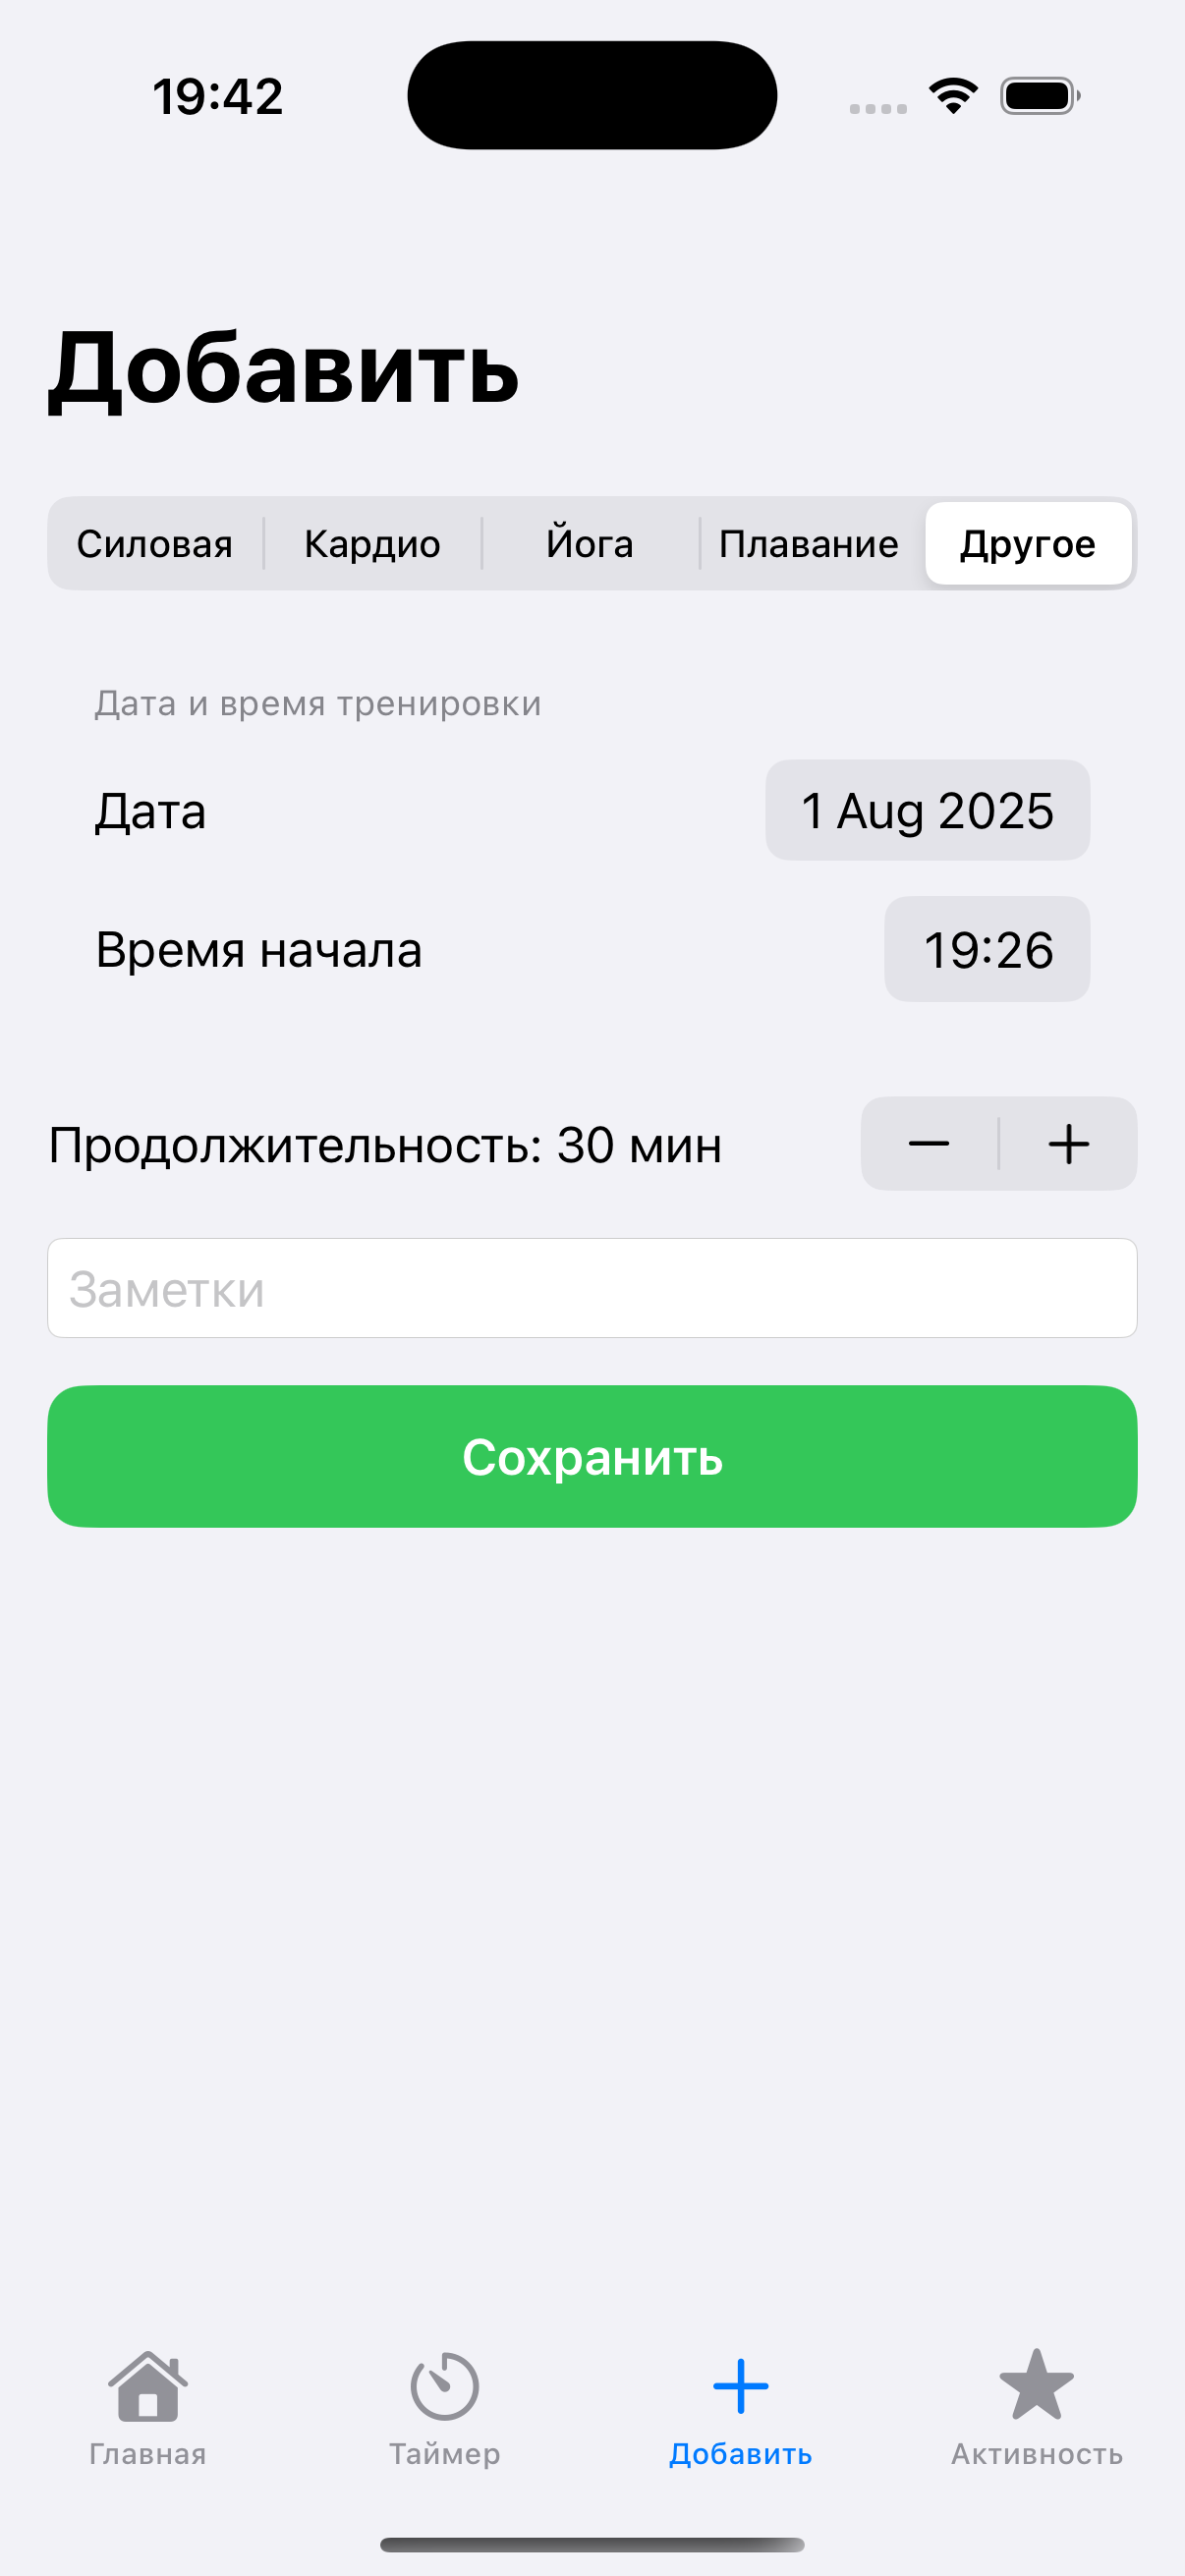 19:42
Добавить
Силовая Кардио Йога Плавание Другое
Дата и время тренировки
Дата 1 Aug 2025
Время начала 19:26
Продолжительность: 30 мин
Заметки
Сохранить
Главная Таймер Добавить Активность